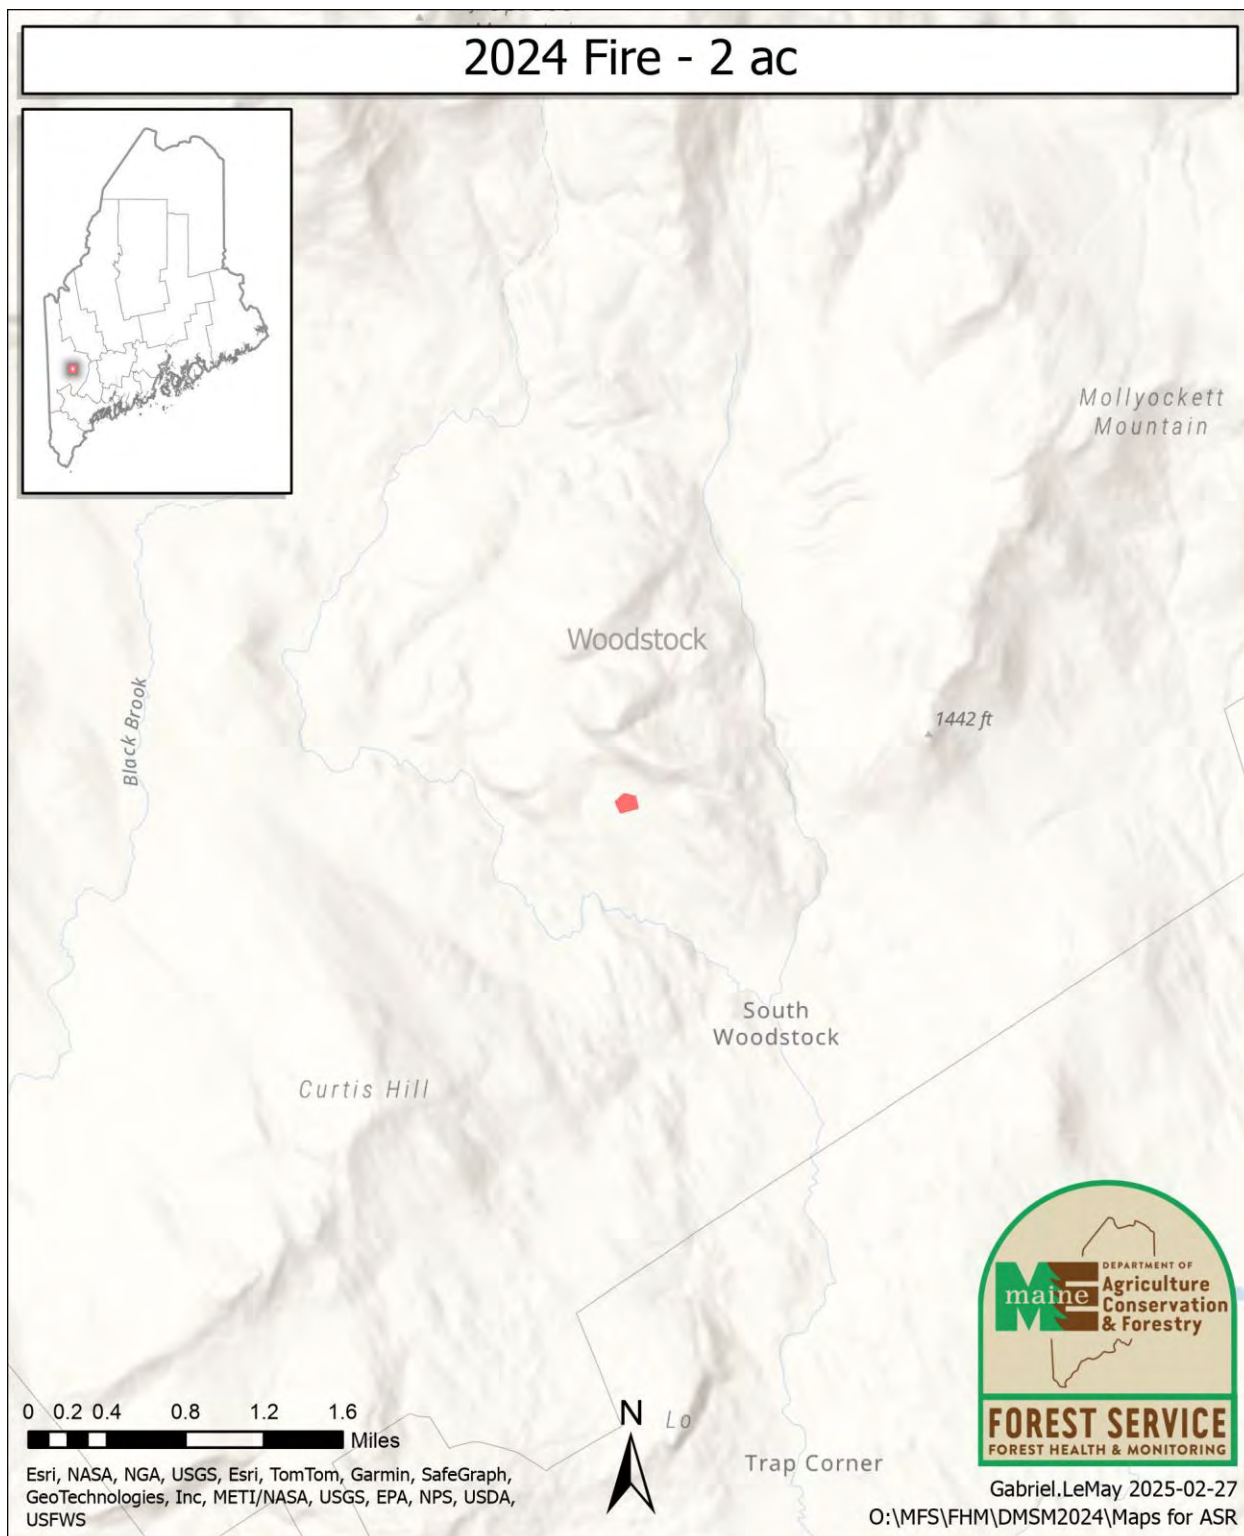 2024 Fire - 2 ac
Mollyockett
Mountain
Woodstock
Black Brook
1442 ft
South
Woodstock
Curtis Hill
DEPARTMENT OF
maine
Agriculture
Conservation
& Forestry
FOREST SERVICE
FOREST HEALTH & MONITORING
0 0.2 0.4 0.8 1.2 1.6
Miles
N
Lo
Trap Corner
Esri, NASA, NGA, USGS, Esri, TomTom, Garmin, SafeGraph,
GeoTechnologies, Inc, METI/NASA, USGS, EPA, NPS, USDA,
USFWS
Gabriel.LeMay 2025-02-27
O:\MFS\FHM\DMSM2024\Maps for ASR